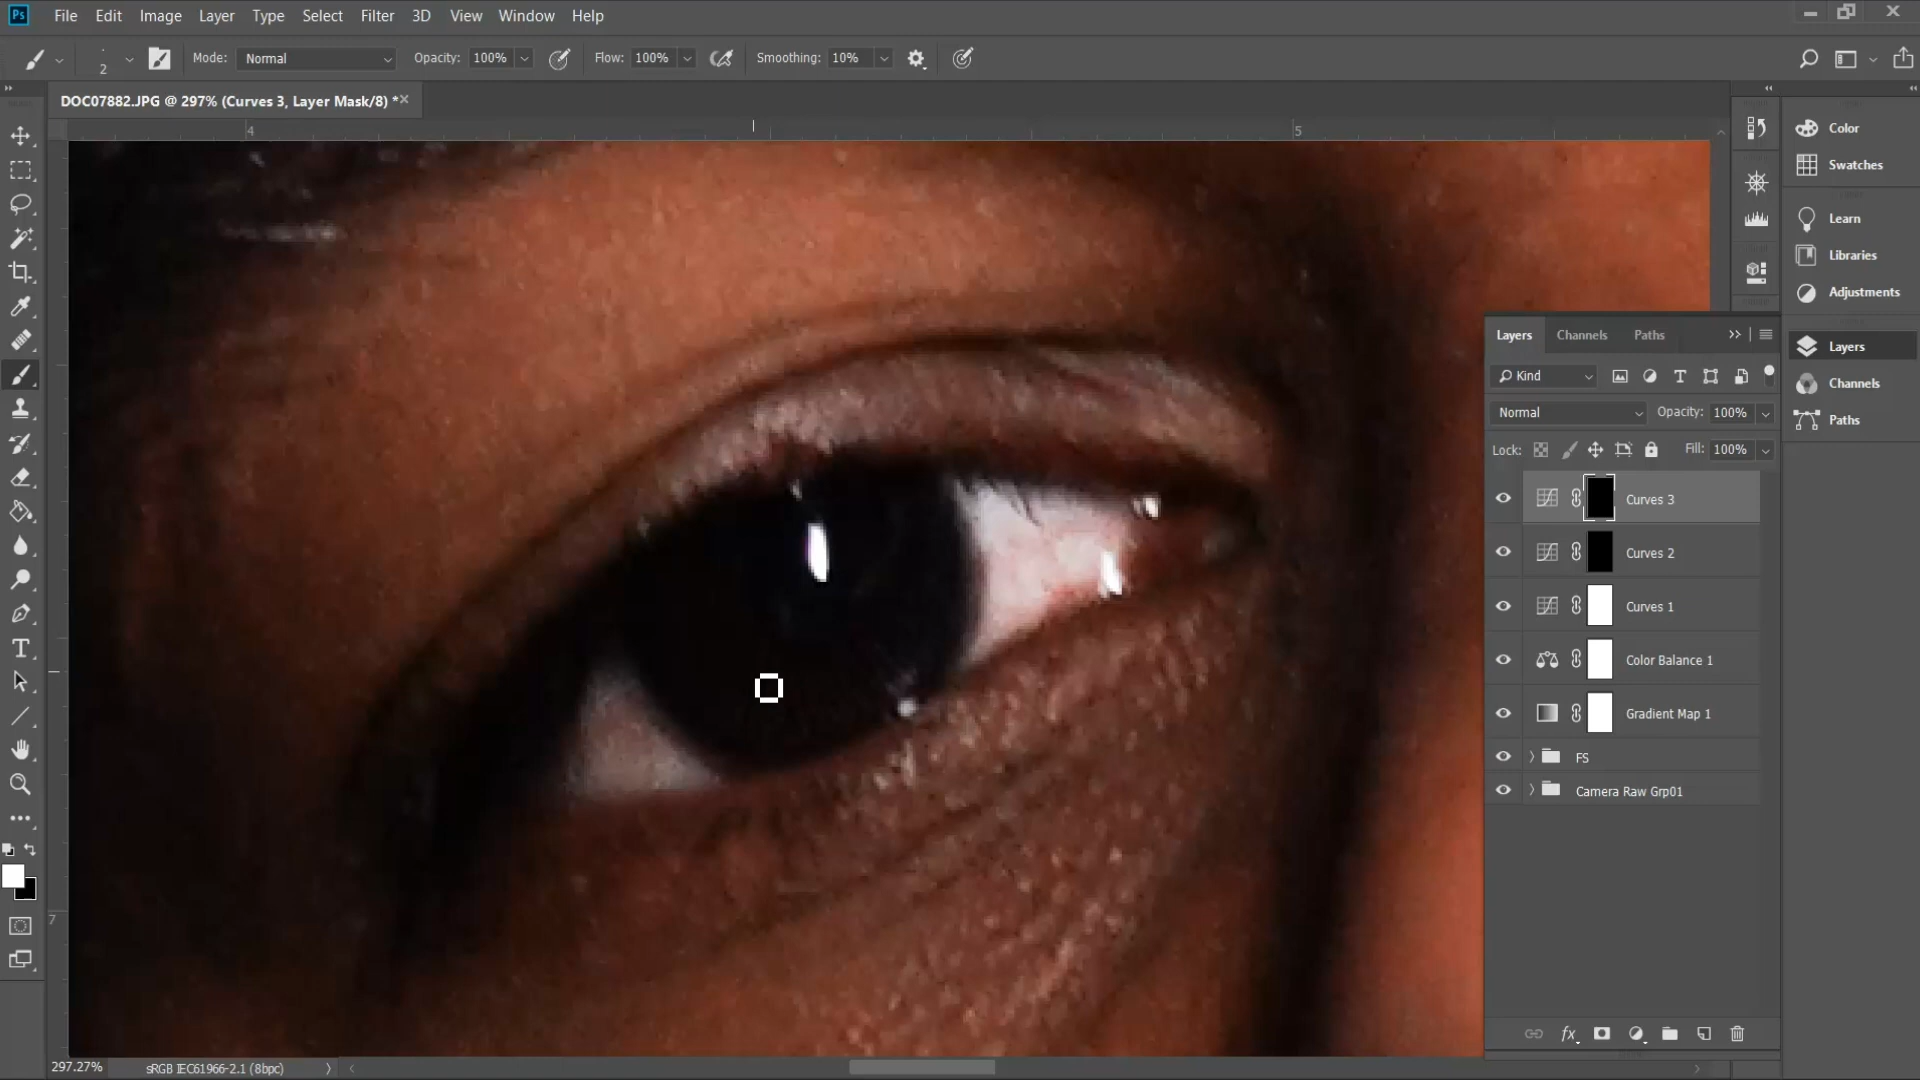 Ps File Edit Image Layer Type Select Filter 3D View Window Help
2 Mode: Normal Opacity: 100% Flow: 100% Smoothing: 10%
DOC07882.JPG @ 297% (Curves 3, Layer Mask/8) *
4 5
7
Color
Swatches
Learn
Libraries
Adjustments
Layers
Channels
Paths
Layers Channels Paths
Kind
Normal Opacity: 100%
Lock: Fill: 100%
Curves 3
Curves 2
Curves 1
Color Balance 1
Gradient Map 1
FS
Camera Raw Grp01
fx
297.27% sRGB IEC61966-2.1 (8bpc)